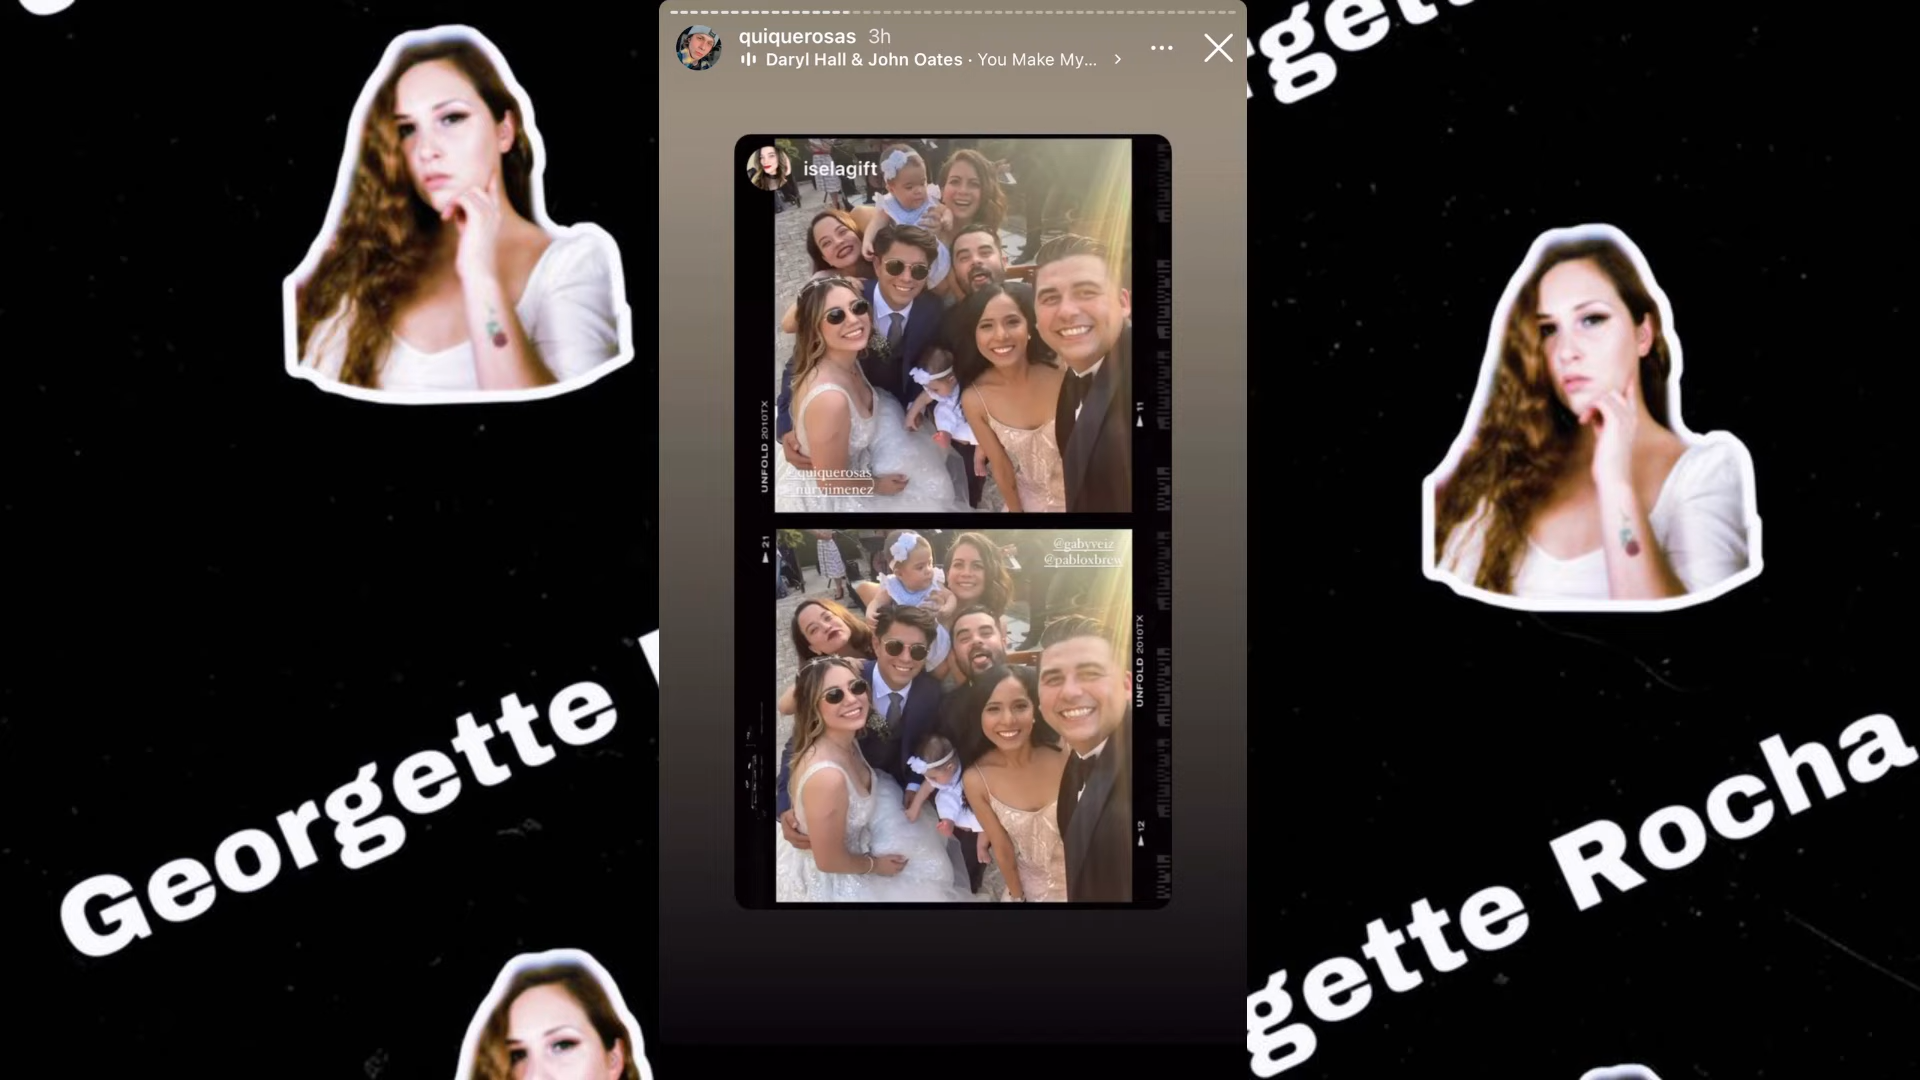 quiquerosas 3h
Daryl Hall & John Oates · You Make My... >
iselagift
@quiquerosas
@nuryjimenez
UNFOLD 2010TX
11
21
@gabyveiz
@pabloxbrew
UNFOLD 2010TX
12
Georgette
Georgette Rocha